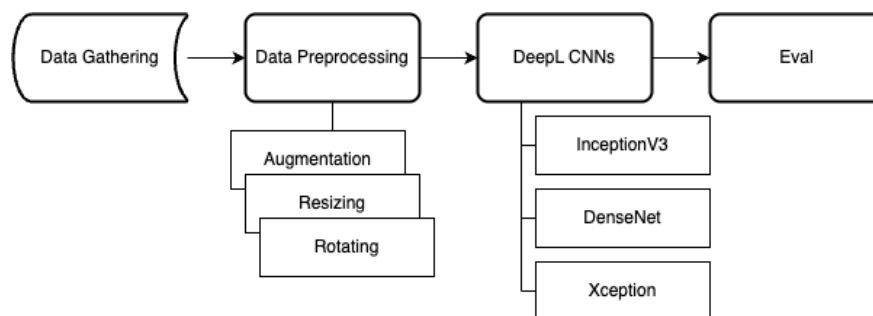 Data Gathering
Data Preprocessing
DeepL CNNs
Eval
Augmentation
Resizing
Rotating
InceptionV3
DenseNet
Xception